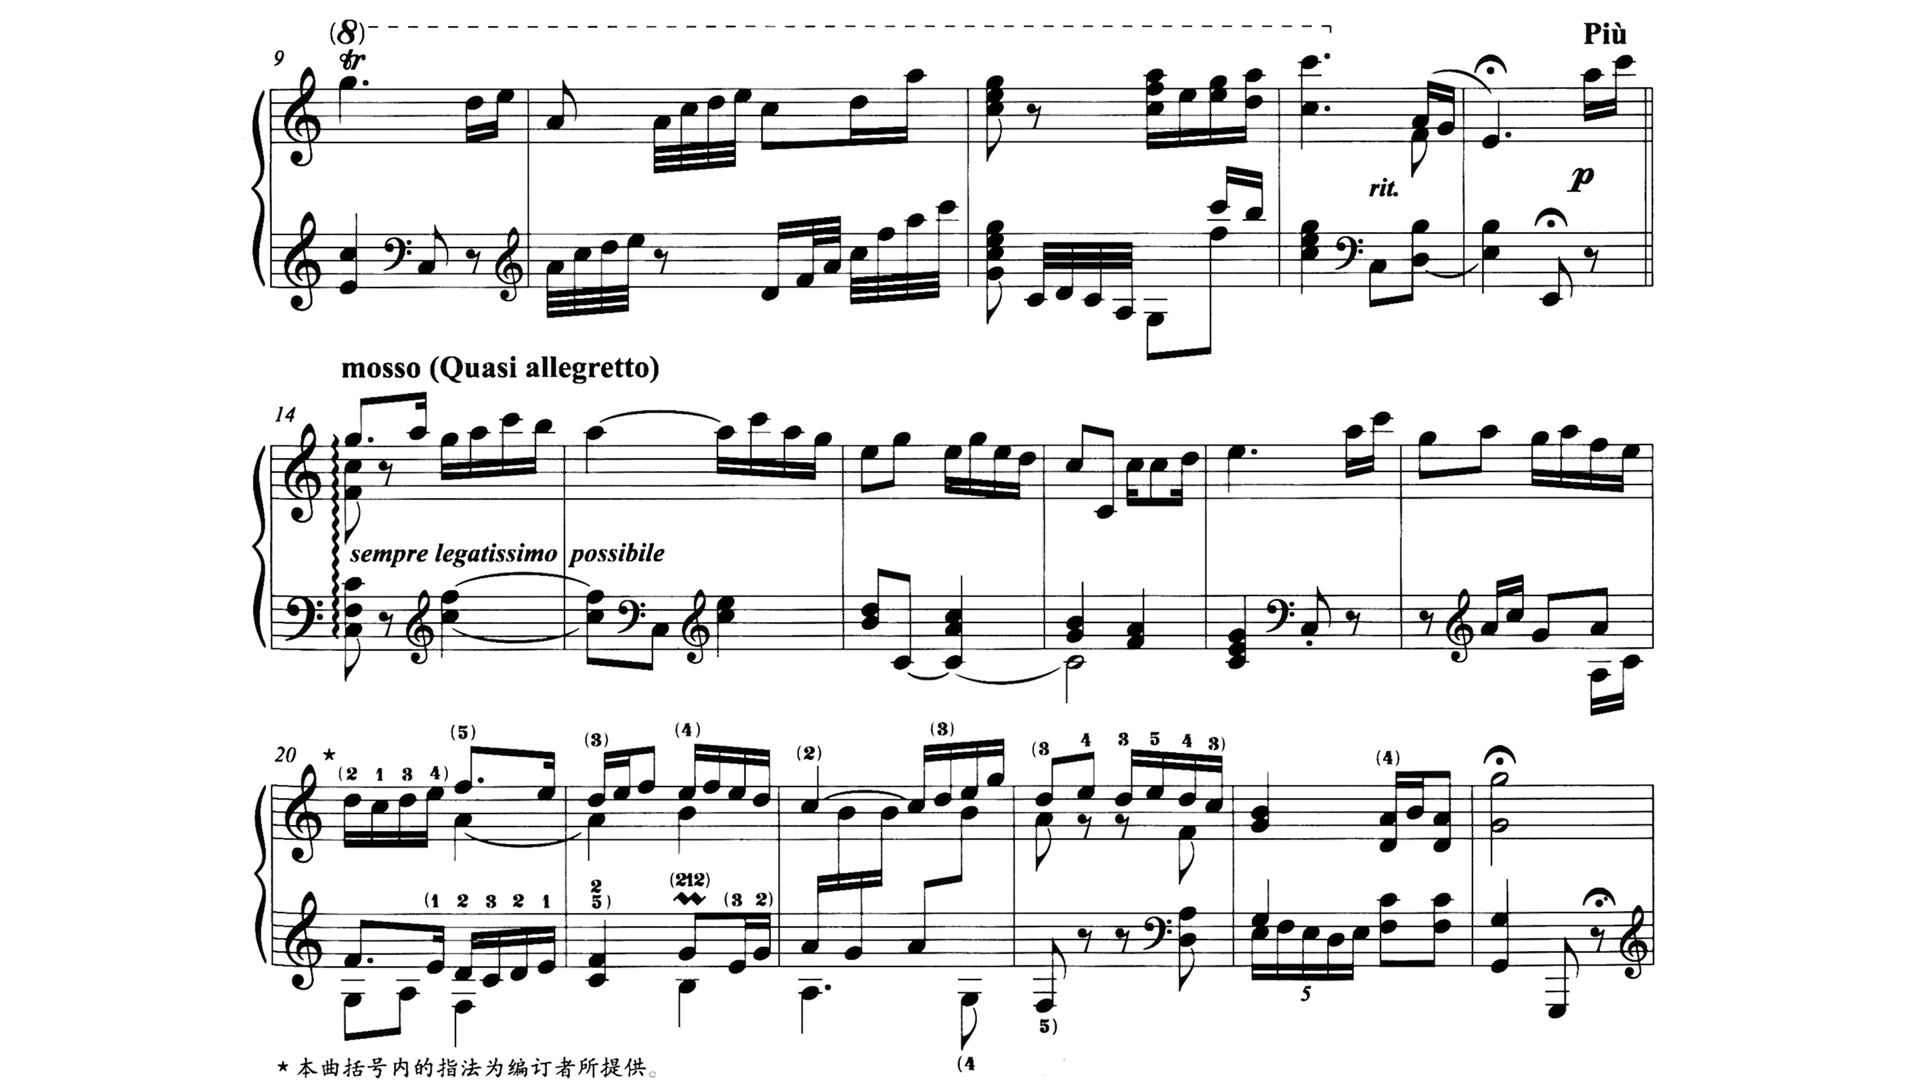 (8)
9 tr Più
rit. p
mosso (Quasi allegretto)
14
sempre legatissimo possibile
20 ★ (2 1 3 4) (5) (3) (4) (2) (3) (3 4 3 5 4 3) (4)
(1 2 3 2 1 2 5) (212) (3 2)
5) 5
(4
★ 本曲括号内的指法为编订者所提供。